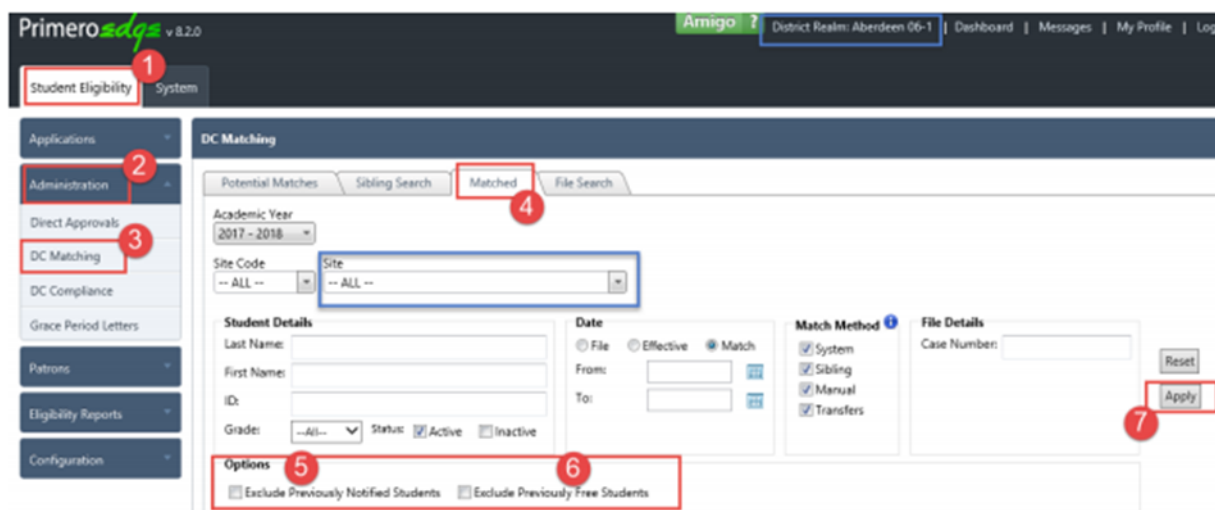 Primero edge v 8.2.0
Amigo ? District Realm: Aberdeen 06-1 | Dashboard | Messages | My Profile | Log
1
Student Eligibility System
Applications
DC Matching
2
Administration
Potential Matches Sibling Search Matched File Search
4
Direct Approvals
Academic Year
2017 - 2018
3
DC Matching
Site Code Site
-- ALL -- -- ALL --
DC Compliance
Grace Period Letters
Student Details Date Match Method File Details
Last Name: File Effective Match System Case Number:
First Name: From: Sibling Reset
Patrons
ID: To: Manual Apply
Transfers
7
Eligibility Reports
Grade: --All-- Status: Active Inactive
Configuration
Options
5 6
Exclude Previously Notified Students Exclude Previously Free Students